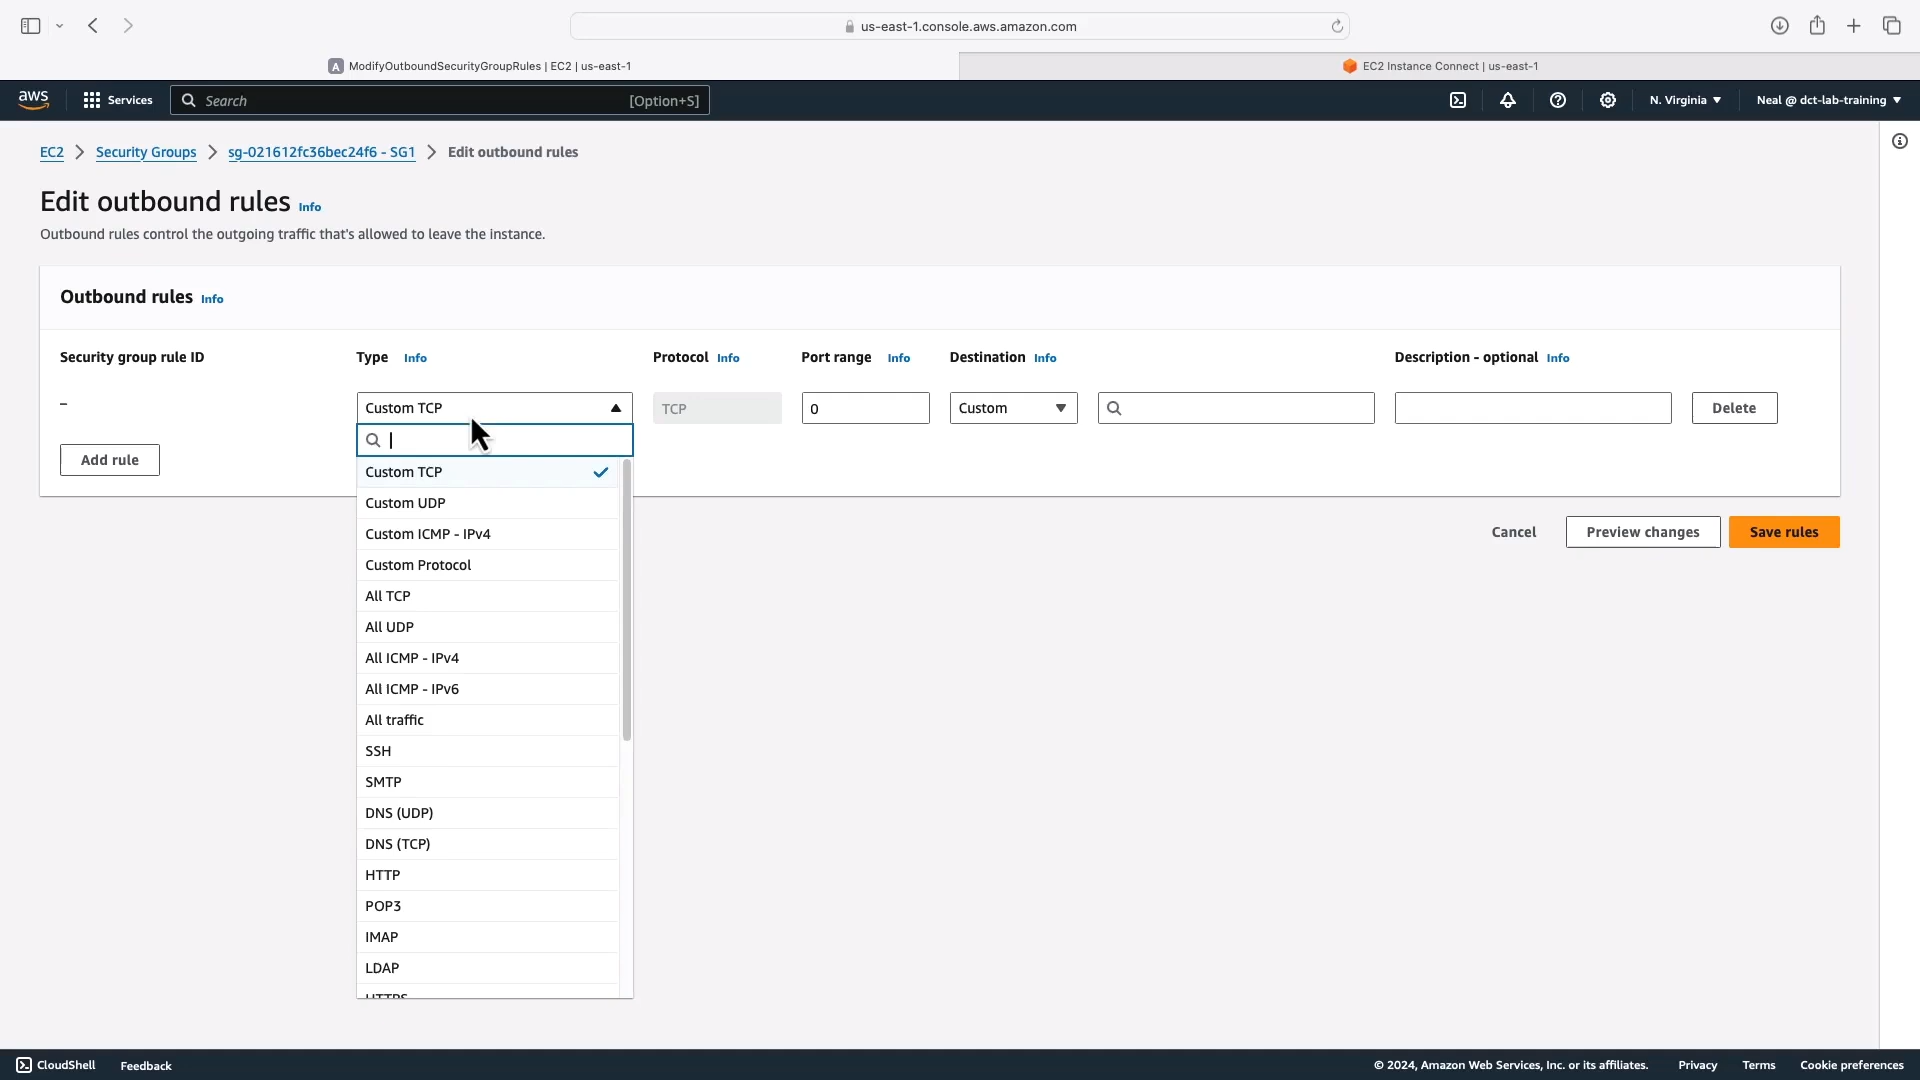 us-east-1.console.aws.amazon.com
A ModifyOutboundSecurityGroupRules | EC2 | us-east-1
EC2 Instance Connect | us-east-1
aws
Services
Search
[Option+S]
N. Virginia
Neal @ dct-lab-training
EC2
Security Groups
sg-021612fc36bec24f6 - SG1
Edit outbound rules
Edit outbound rules Info
Outbound rules control the outgoing traffic that's allowed to leave the instance.
Outbound rules Info
Security group rule ID
Type Info
Protocol Info
Port range Info
Destination Info
Description - optional Info
–
Custom TCP
TCP
0
Custom
Delete
Add rule
Custom TCP
Custom UDP
Custom ICMP - IPv4
Custom Protocol
All TCP
All UDP
All ICMP - IPv4
All ICMP - IPv6
All traffic
SSH
SMTP
DNS (UDP)
DNS (TCP)
HTTP
POP3
IMAP
LDAP
HTTPS
Cancel
Preview changes
Save rules
CloudShell
Feedback
© 2024, Amazon Web Services, Inc. or its affiliates.
Privacy
Terms
Cookie preferences